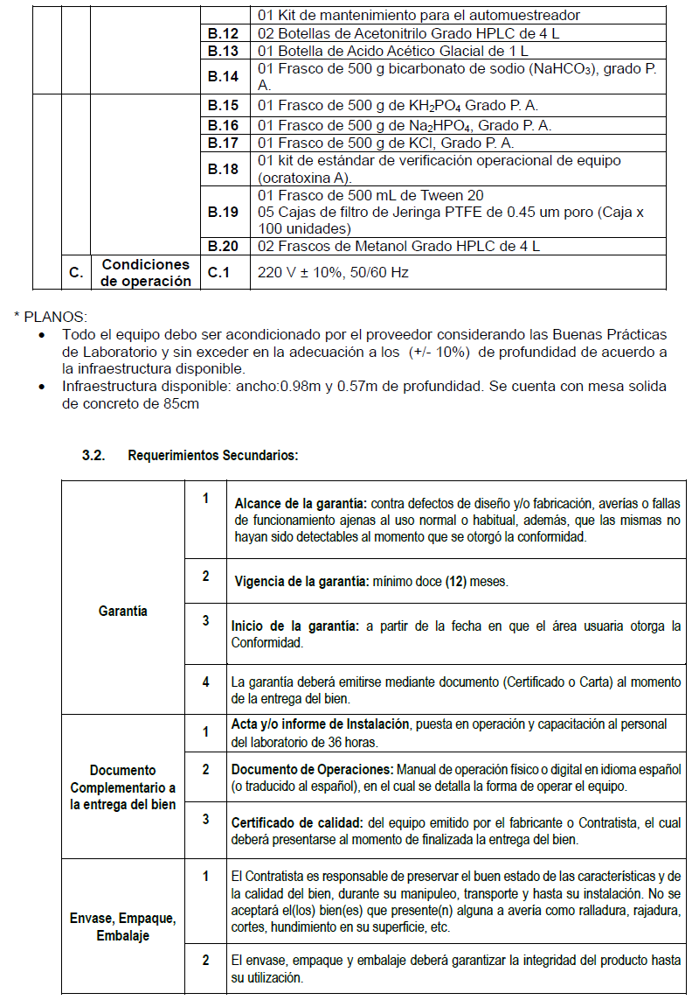 01 Kit de mantenimiento para el automuestreador
B.12 02 Botellas de Acetonitrilo Grado HPLC de 4 L
B.13 01 Botella de Acido Acético Glacial de 1 L
B.14 01 Frasco de 500 g bicarbonato de sodio (NaHCO₃), grado P.
A.
B.15 01 Frasco de 500 g de KH₂PO₄ Grado P. A.
B.16 01 Frasco de 500 g de Na₂HPO₄, Grado P. A.
B.17 01 Frasco de 500 g de KCl, Grado P. A.
B.18 01 kit de estándar de verificación operacional de equipo
(ocratoxina A).
01 Frasco de 500 mL de Tween 20
B.19 05 Cajas de filtro de Jeringa PTFE de 0.45 um poro (Caja x
100 unidades)
B.20 02 Frascos de Metanol Grado HPLC de 4 L
C. Condiciones
de operación
C.1 220 V ± 10%, 50/60 Hz
* PLANOS:
• Todo el equipo debo ser acondicionado por el proveedor considerando las Buenas Prácticas
de Laboratorio y sin exceder en la adecuación a los (+/- 10%) de profundidad de acuerdo a
la infraestructura disponible.
• Infraestructura disponible: ancho:0.98m y 0.57m de profundidad. Se cuenta con mesa solida
de concreto de 85cm
3.2. Requerimientos Secundarios:
Garantía
1 Alcance de la garantía: contra defectos de diseño y/o fabricación, averías o fallas
de funcionamiento ajenas al uso normal o habitual, además, que las mismas no
hayan sido detectables al momento que se otorgó la conformidad.
2 Vigencia de la garantía: mínimo doce (12) meses.
3 Inicio de la garantía: a partir de la fecha en que el área usuaria otorga la
Conformidad.
4 La garantía deberá emitirse mediante documento (Certificado o Carta) al momento
de la entrega del bien.
Documento
Complementario a
la entrega del bien
1 Acta y/o informe de Instalación, puesta en operación y capacitación al personal
del laboratorio de 36 horas.
2 Documento de Operaciones: Manual de operación físico o digital en idioma español
(o traducido al español), en el cual se detalla la forma de operar el equipo.
3 Certificado de calidad: del equipo emitido por el fabricante o Contratista, el cual
deberá presentarse al momento de finalizada la entrega del bien.
Envase, Empaque,
Embalaje
1 El Contratista es responsable de preservar el buen estado de las características y de
la calidad del bien, durante su manipuleo, transporte y hasta su instalación. No se
aceptará el(los) bien(es) que presente(n) alguna a avería como ralladura, rajadura,
cortes, hundimiento en su superficie, etc.
2 El envase, empaque y embalaje deberá garantizar la integridad del producto hasta
su utilización.